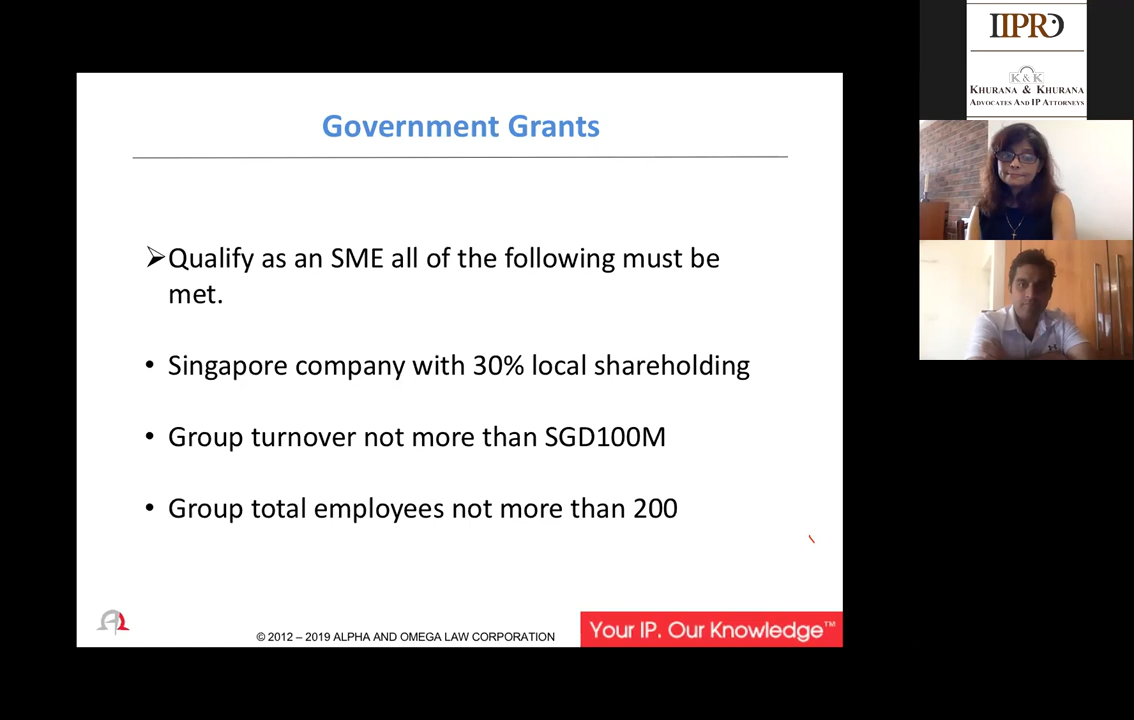 IIPRD
K & K
KHURANA & KHURANA
ADVOCATES AND IP ATTORNEYS
Government Grants
➢Qualify as an SME all of the following must be
met.
• Singapore company with 30% local shareholding
• Group turnover not more than SGD100M
• Group total employees not more than 200
© 2012 – 2019 ALPHA AND OMEGA LAW CORPORATION
Your IP. Our Knowledge™